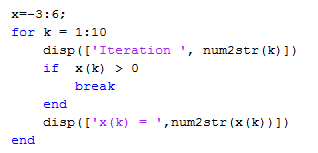 x=-3:6;
for k = 1:10
    disp(['Iteration ', num2str(k)])
    if  x(k) > 0
        break
    end
    disp(['x(k) = ',num2str(x(k))])
end